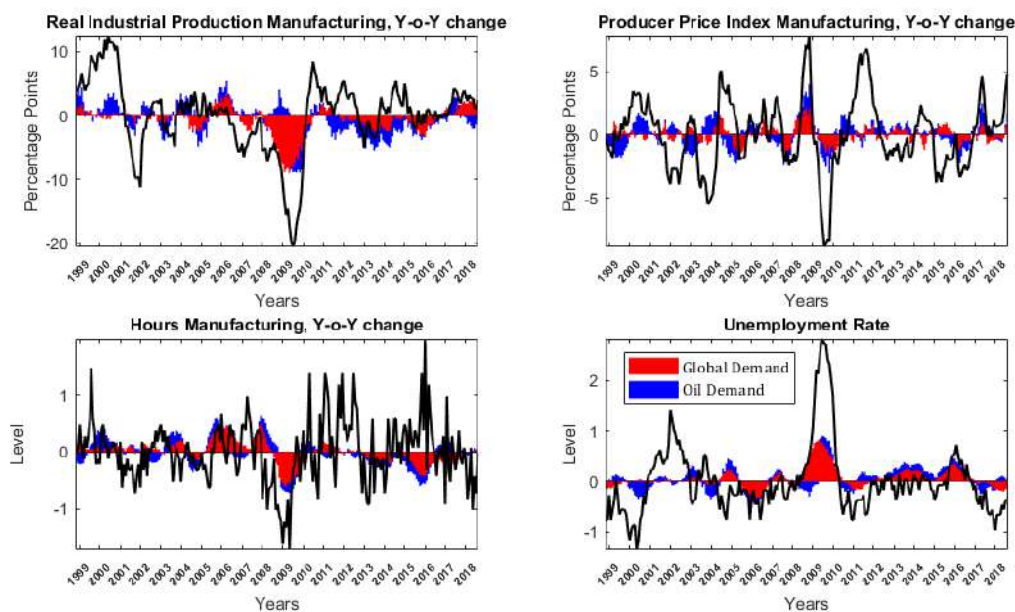 Real Industrial Production Manufacturing, Y-o-Y change
Percentage Points
10
0
-10
-20
1999 2000 2001 2002 2003 2004 2005 2006 2007 2008 2009 2010 2011 2012 2013 2014 2015 2016 2017 2018
Years
Producer Price Index Manufacturing, Y-o-Y change
Percentage Points
5
0
-5
1999 2000 2001 2002 2003 2004 2005 2006 2007 2008 2009 2010 2011 2012 2013 2014 2015 2016 2017 2018
Years
Hours Manufacturing, Y-o-Y change
Level
1
0
-1
1999 2000 2001 2002 2003 2004 2005 2006 2007 2008 2009 2010 2011 2012 2013 2014 2015 2016 2017 2018
Years
Unemployment Rate
Global Demand
Oil Demand
Level
2
1
0
-1
1999 2000 2001 2002 2003 2004 2005 2006 2007 2008 2009 2010 2011 2012 2013 2014 2015 2016 2017 2018
Years